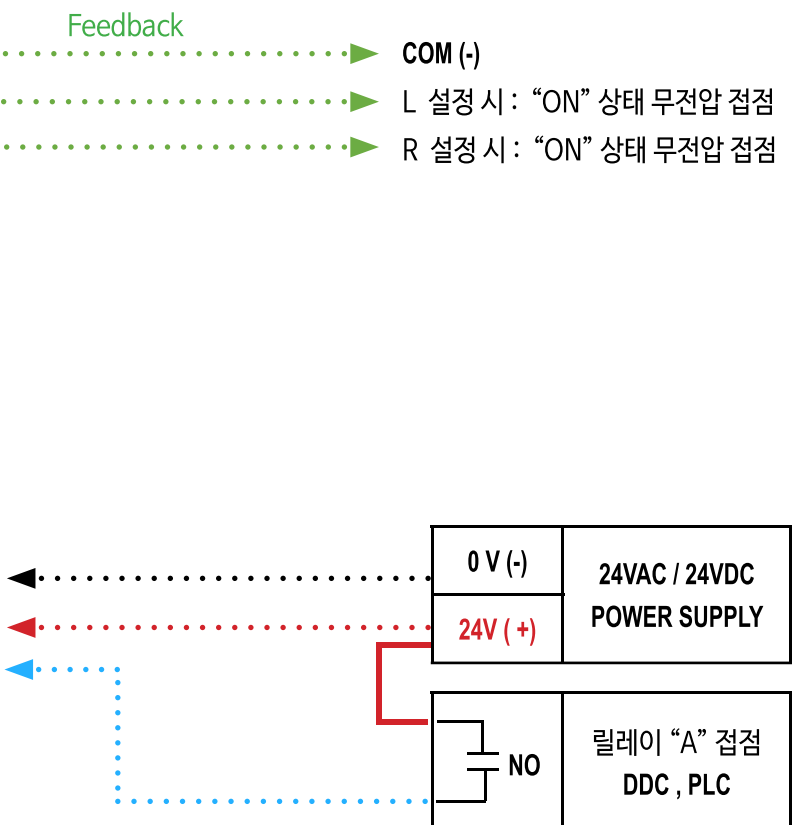 Feedback
COM (-)
L 설정 시 : “ON” 상태 무전압 접점
R 설정 시 : “ON” 상태 무전압 접점
0 V (-)
24VAC / 24VDC
POWER SUPPLY
24V ( +)
릴레이 “A” 접점
NO
DDC , PLC